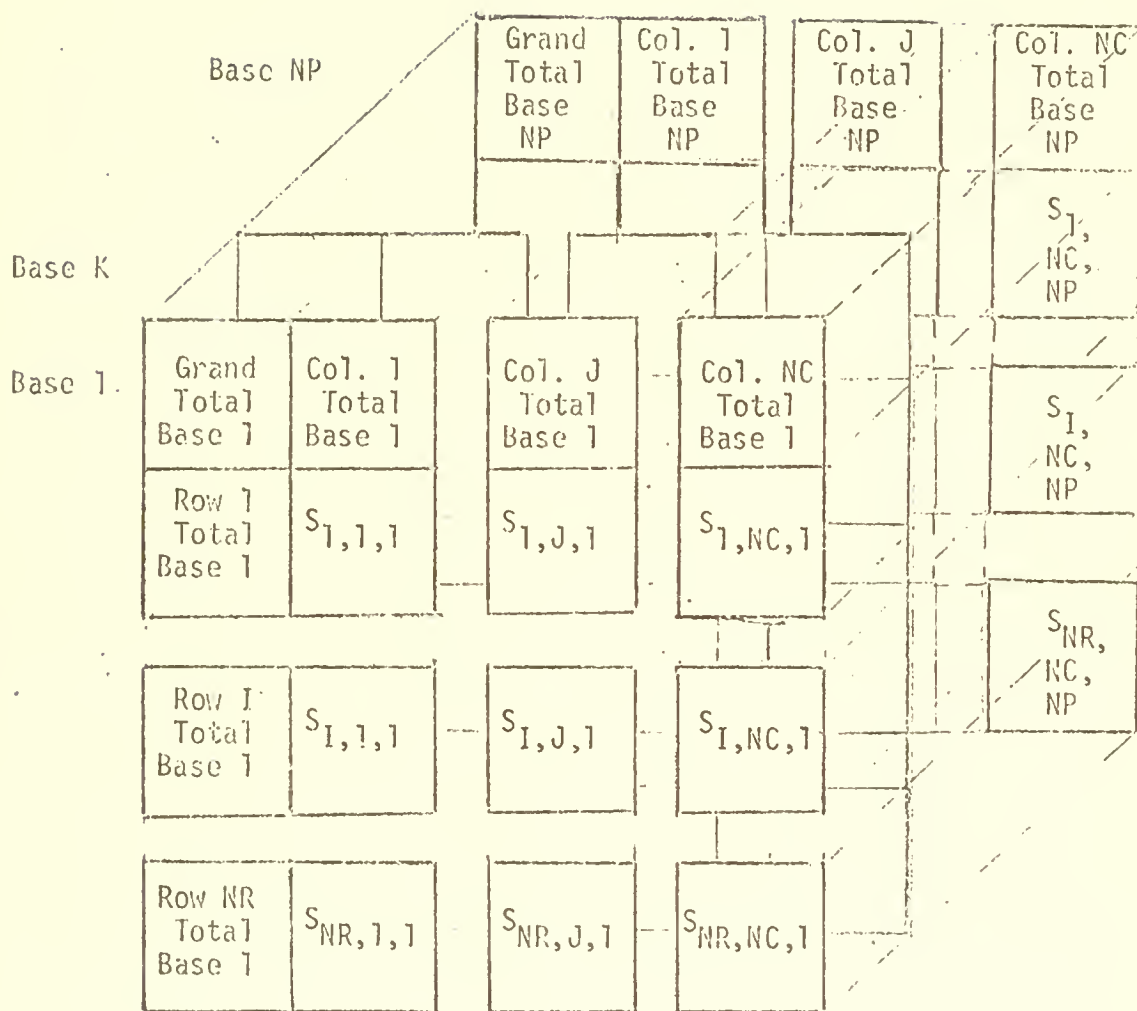 Base NP
Grand
Total
Base
NP
Col. 1
Total
Base
NP
Col. J
Total
Base
NP
Col. NC
Total
Base
NP
S1,
NC,
NP
Base K
Base 1.
Grand
Total
Base 1
Col. 1
Total
Base 1
Col. J
Total
Base 1
Col. NC
Total
Base 1
SI,
NC,
NP
Row 1
Total
Base 1
S1,1,1
S1,J,1
S1,NC,1
SNR,
NC,
NP
Row I
Total
Base 1
SI,1,1
SI,J,1
SI,NC,1
Row NR
Total
Base 1
SNR,1,1
SNR,J,1
SNR,NC,1